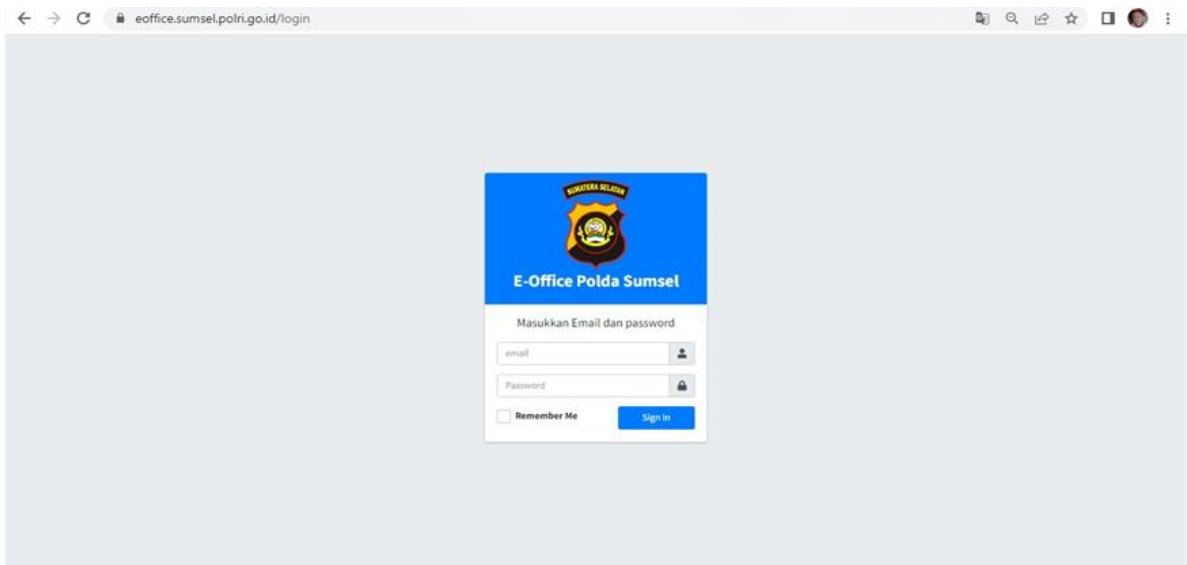 eoffice.sumsel.polri.go.id/login
SUMATERA SELATAN
E-Office Polda Sumsel
Masukkan Email dan password
email
Password
Remember Me
Sign In